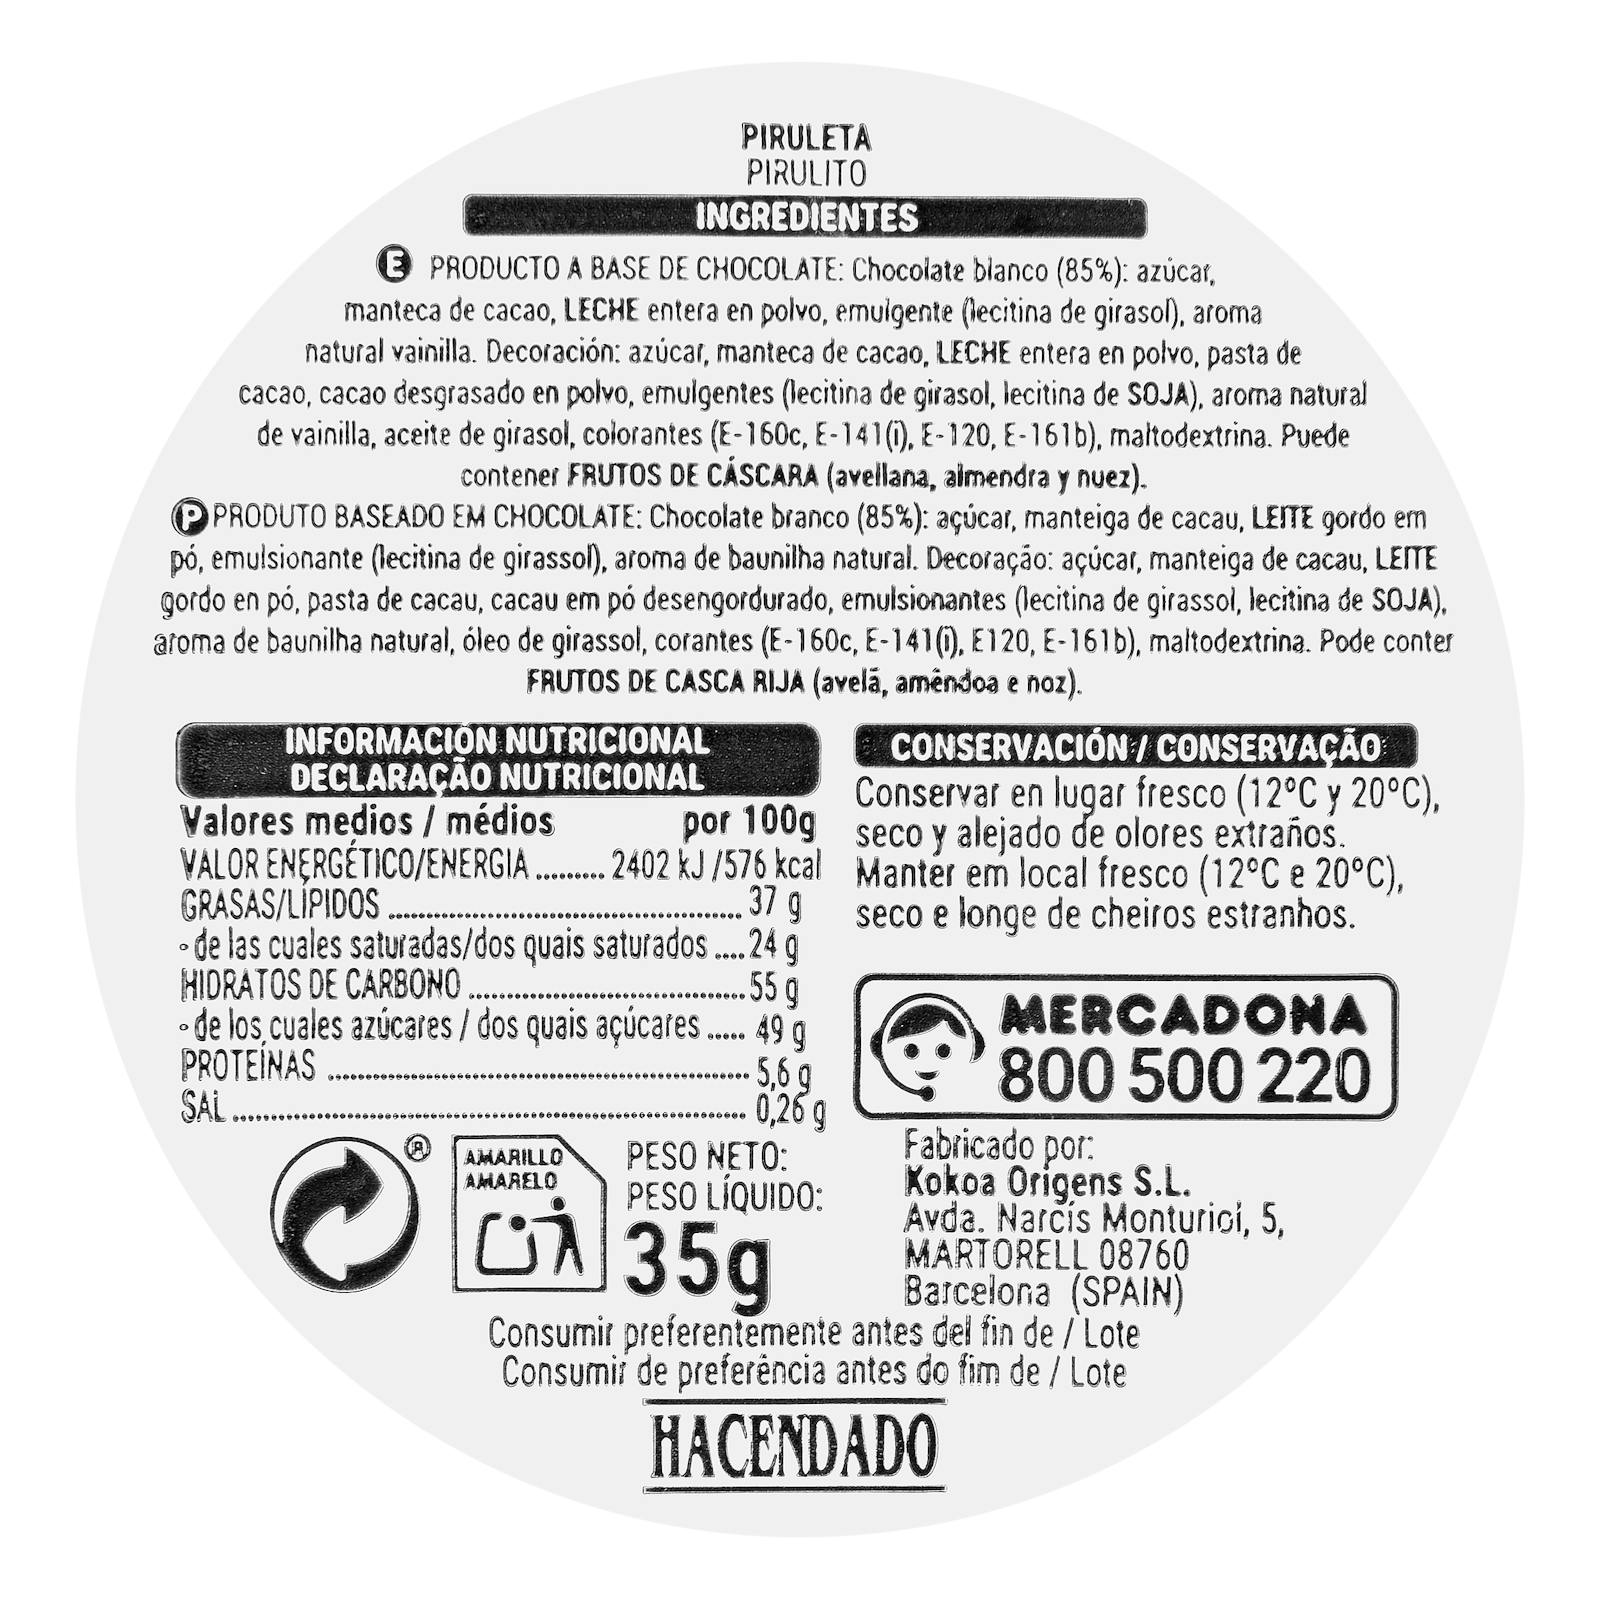 PIRULETA
PIRULITO
INGREDIENTES
E PRODUCTO A BASE DE CHOCOLATE: Chocolate blanco (85%): azúcar,
manteca de cacao, LECHE entera en polvo, emulgente (lecitina de girasol), aroma
natural vainilla. Decoración: azúcar, manteca de cacao, LECHE entera en polvo, pasta de
cacao, cacao desgrasado en polvo, emulgentes (lecitina de girasol, lecitina de SOJA), aroma natural
de vainilla, aceite de girasol, colorantes (E-160c, E-141(i), E-120, E-161b), maltodextrina. Puede
contener FRUTOS DE CÁSCARA (avellana, almendra y nuez).
P PRODUTO BASEADO EM CHOCOLATE: Chocolate branco (85%): açúcar, manteiga de cacau, LEITE gordo em
pó, emulsionante (lecitina de girassol), aroma de baunilha natural. Decoração: açúcar, manteiga de cacau, LEITE
gordo en pó, pasta de cacau, cacau em pó desengordurado, emulsionantes (lecitina de girassol, lecitina de SOJA),
aroma de baunilha natural, óleo de girassol, corantes (E-160c, E-141(i), E120, E-161b), maltodextrina. Pode conter
FRUTOS DE CASCA RIJA (avelã, amêndoa e noz).
INFORMACIÓN NUTRICIONAL
DECLARAÇÃO NUTRICIONAL
Valores medios / médios por 100g
VALOR ENERGÉTICO/ENERGIA .......... 2402 kJ /576 kcal
GRASAS/LÍPIDOS ............................................. 37 g
- de las cuales saturadas/dos quais saturados .... 24 g
HIDRATOS DE CARBONO ................................... 55 g
- de los cuales azúcares / dos quais açúcares ..... 49 g
PROTEÍNAS ..................................................... 5,6 g
SAL ................................................................ 0,26 g
CONSERVACIÓN / CONSERVAÇÃO
Conservar en lugar fresco (12ºC y 20ºC),
seco y alejado de olores extraños.
Manter em local fresco (12ºC e 20ºC),
seco e longe de cheiros estranhos.
MERCADONA
800 500 220
®
AMARILLO
AMARELO
PESO NETO:
PESO LÍQUIDO:
35g
Fabricado por:
Kokoa Origens S.L.
Avda. Narcís Monturiol, 5,
MARTORELL 08760
Barcelona (SPAIN)
Consumir preferentemente antes del fin de / Lote
Consumir de preferência antes do fim de / Lote
HACENDADO